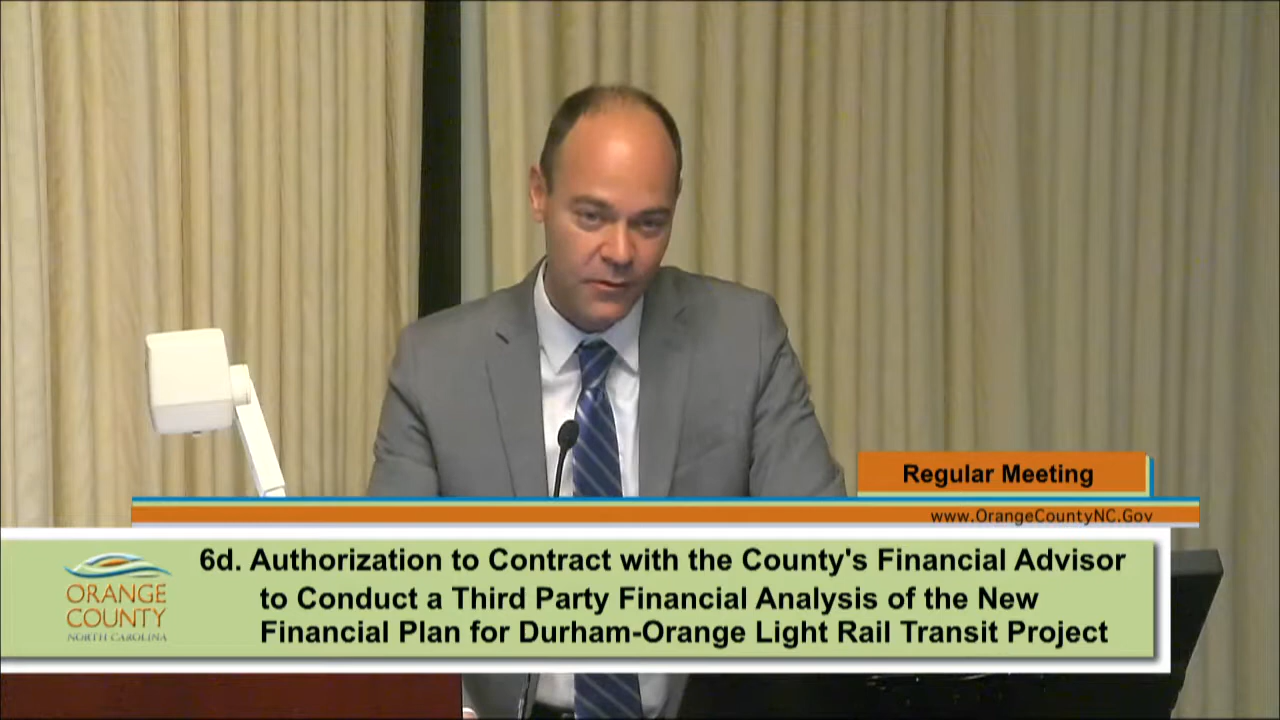 Regular Meeting
www.OrangeCountyNC.Gov
6d. Authorization to Contract with the County's Financial Advisor
to Conduct a Third Party Financial Analysis of the New
Financial Plan for Durham-Orange Light Rail Transit Project
ORANGE
COUNTY
NORTH CAROLINA